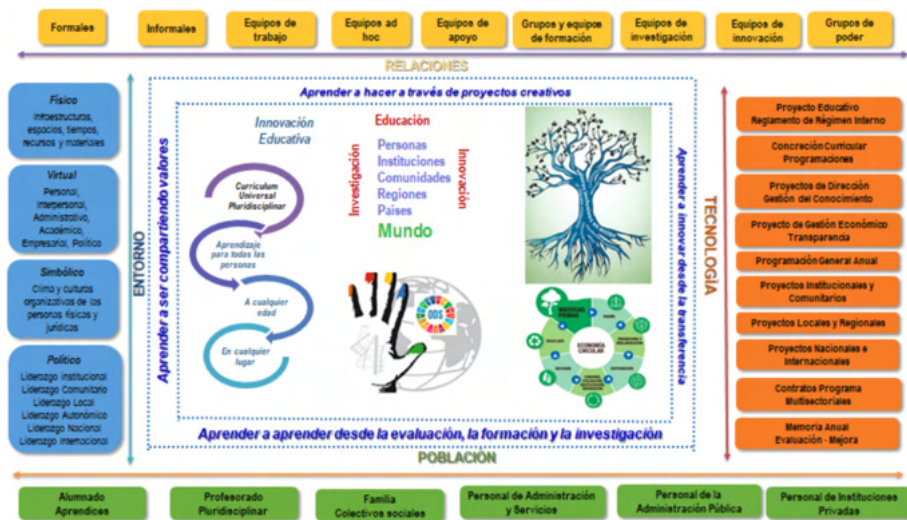 Formales
Informales
Equipos de
trabajo
Equipos ad
hoc
Equipos de
apoyo
Grupos y equipos
de formación
Equipos de
investigación
Equipos de
innovación
Grupos de
poder
RELACIONES
Físico
Infraestructuras,
espacios, tiempos,
recursos y materiales
Virtual
Personal,
Interpersonal,
Administrativo,
Académico,
Empresarial, Político
Simbólico
Clima y culturas
organizativas de las
personas físicas y
jurídicas
Político
Liderazgo Institucional
Liderazgo Comunitario
Liderazgo Local
Liderazgo Autonómico
Liderazgo Nacional
Liderazgo Internacional
ENTORNO
Aprender a ser compartiendo valores
Aprender a hacer a través de proyectos creativos
Innovación
Educativa
Curriculum
Universal
Pluridisciplinar
Aprendizaje
para todas las
personas
A cualquier
edad
En cualquier
lugar
Educación
Investigación
Personas
Instituciones
Comunidades
Regiones
Países
Mundo
Innovación
ODS
MATERIAS
PRIMAS
ECONOMÍA
CIRCULAR
RECICLAJE
Aprender a innovar desde la transferencia
Aprender a aprender desde la evaluación, la formación y la investigación
TECNOLOGÌA
Proyecto Educativo
Reglamento de Régimen Interno
Concreción Curricular
Programaciones
Proyectos de Dirección
Gestión del Conocimiento
Proyecto de Gestión Económico
Transparencia
Programación General Anual
Proyectos Institucionales y
Comunitarios
Proyectos Locales y Regionales
Proyectos Nacionales e
Internacionales
Contratos Programa
Multisectoriales
Memoria Anual
Evaluación - Mejora
POBLACIÓN
Alumnado
Aprendices
Profesorado
Pluridisciplinar
Familia
Colectivos sociales
Personal de Administración
y Servicios
Personal de la
Administración Pública
Personal de Instituciones
Privadas